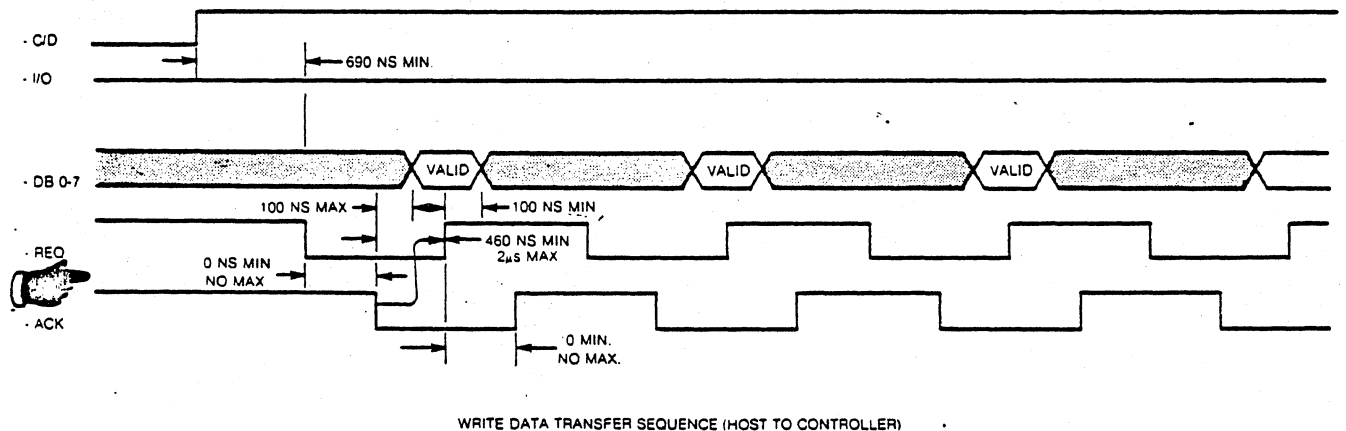 - C/D
690 NS MIN.
- I/O
VALID
VALID
VALID
- DB 0-7
100 NS MAX
100 NS MIN
- REQ
460 NS MIN
2µs MAX
0 NS MIN
NO MAX
- ACK
0 MIN.
NO MAX.
WRITE DATA TRANSFER SEQUENCE (HOST TO CONTROLLER)